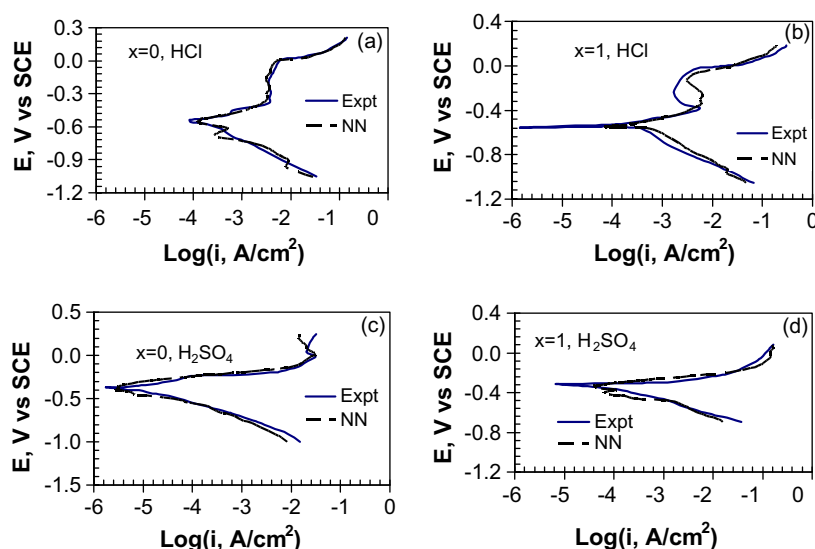 0.3
0.0
-0.3
-0.6
-0.9
-1.2
E, V vs SCE
x=0, HCl
(a)
Expt
NN
-6 -5 -4 -3 -2 -1 0
Log(i, A/cm²)
0.4
0.0
-0.4
-0.8
-1.2
E, V vs SCE
x=1, HCl
(b)
Expt
NN
-6 -5 -4 -3 -2 -1 0
Log(i, A/cm²)
0.5
0.0
-0.5
-1.0
-1.5
E, V vs SCE
x=0, H₂SO₄
(c)
Expt
NN
-6 -5 -4 -3 -2 -1 0
Log(i, A/cm²)
0.4
0.0
-0.4
-0.8
-1.2
E, V vs SCE
x=1, H₂SO₄
(d)
Expt
NN
-6 -5 -4 -3 -2 -1 0
Log(i, A/cm²)